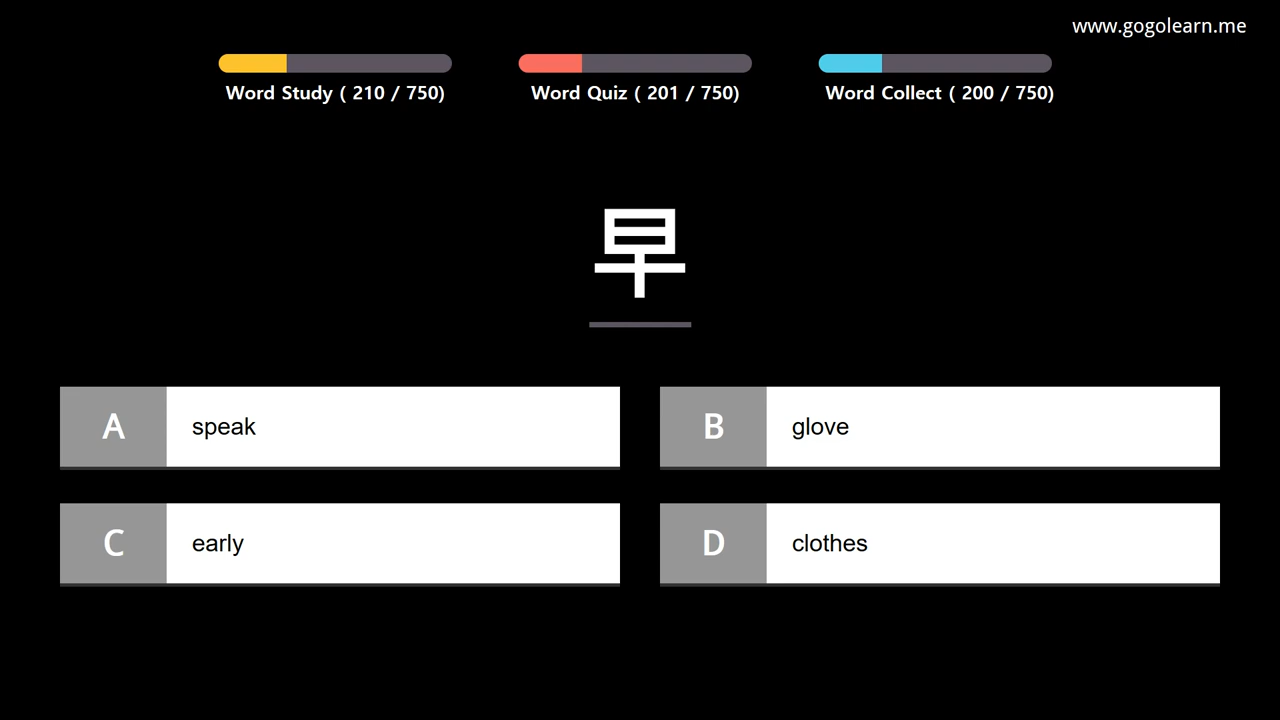 www.gogolearn.me
Word Study ( 210 / 750)
Word Quiz ( 201 / 750)
Word Collect ( 200 / 750)
早
A speak
B glove
C early
D clothes